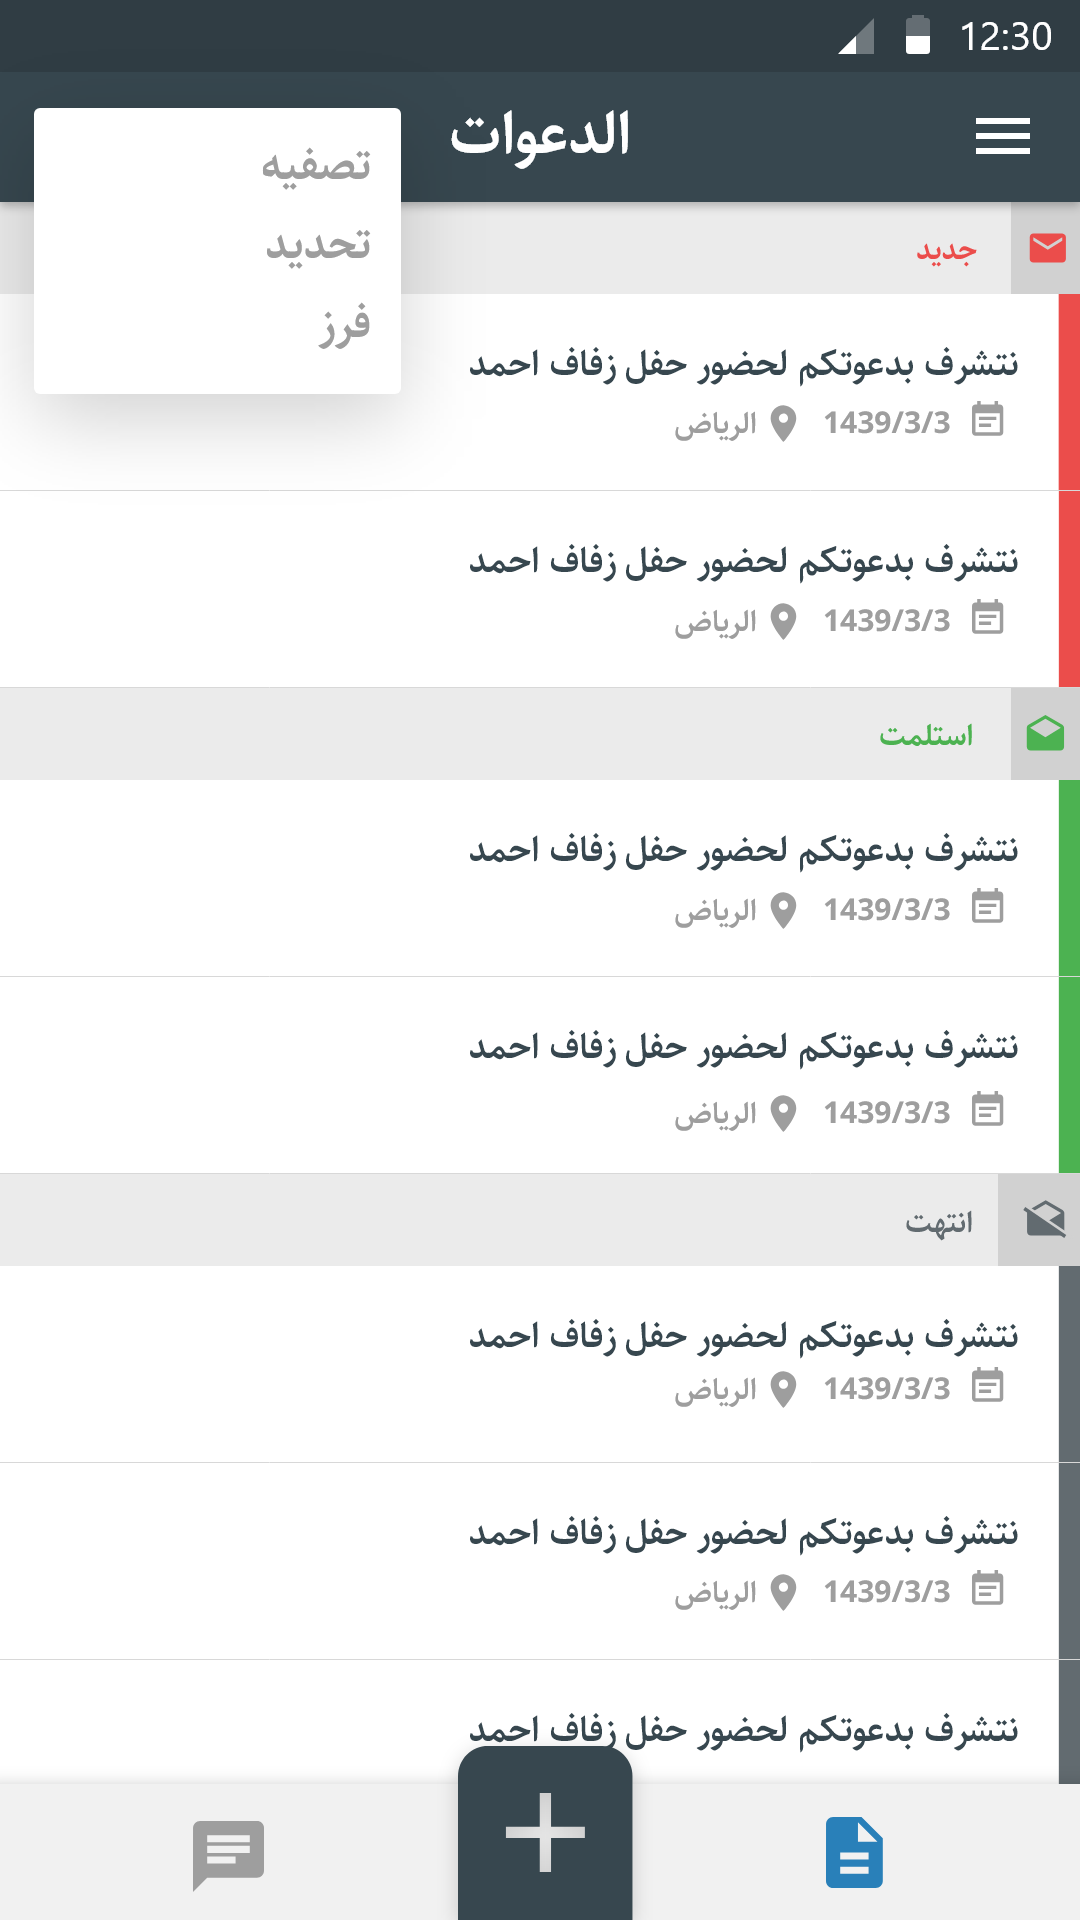 12:30
الدعوات
تصفيه
تحديد
فرز
جديد
نتشرف بدعوتكم لحضور حفل زفاف احمد
1439/3/3 الرياض
نتشرف بدعوتكم لحضور حفل زفاف احمد
1439/3/3 الرياض
استلمت
نتشرف بدعوتكم لحضور حفل زفاف احمد
1439/3/3 الرياض
نتشرف بدعوتكم لحضور حفل زفاف احمد
1439/3/3 الرياض
انتهت
نتشرف بدعوتكم لحضور حفل زفاف احمد
1439/3/3 الرياض
نتشرف بدعوتكم لحضور حفل زفاف احمد
1439/3/3 الرياض
نتشرف بدعوتكم لحضور حفل زفاف احمد